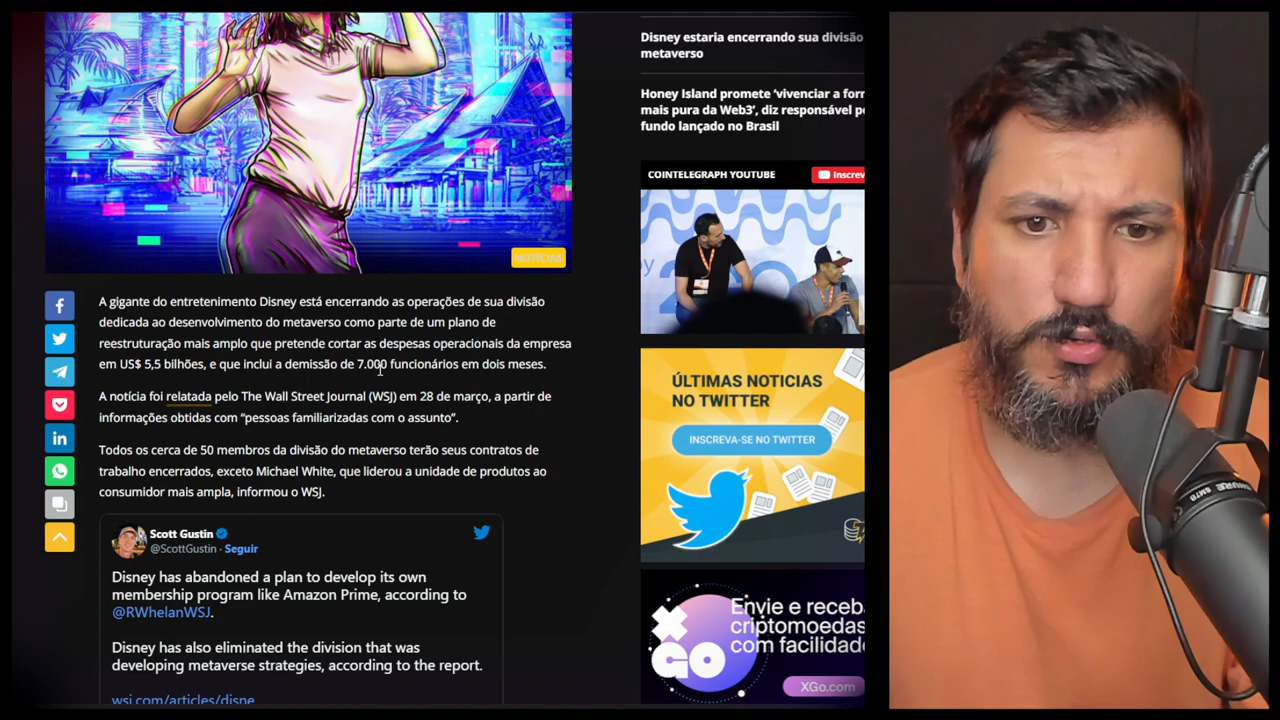 NOTÍCIAS
A gigante do entretenimento Disney está encerrando as operações de sua divisão
dedicada ao desenvolvimento do metaverso como parte de um plano de
reestruturação mais amplo que pretende cortar as despesas operacionais da empresa
em US$ 5,5 bilhões, e que inclui a demissão de 7.000 funcionários em dois meses.
A notícia foi relatada pelo The Wall Street Journal (WSJ) em 28 de março, a partir de
informações obtidas com “pessoas familiarizadas com o assunto”.
Todos os cerca de 50 membros da divisão do metaverso terão seus contratos de
trabalho encerrados, exceto Michael White, que liderou a unidade de produtos ao
consumidor mais ampla, informou o WSJ.
Scott Gustin
@ScottGustin · Seguir
Disney has abandoned a plan to develop its own
membership program like Amazon Prime, according to
@RWhelanWSJ.
Disney has also eliminated the division that was
developing metaverse strategies, according to the report.
wsj.com/articles/disne
Disney estaria encerrando sua divisão
metaverso
Honey Island promete ‘vivenciar a for
mais pura da Web3’, diz responsável p
fundo lançado no Brasil
COINTELEGRAPH YOUTUBE
Inscrev
ÚLTIMAS NOTICIAS
NO TWITTER
INSCREVA-SE NO TWITTER
X
GO
Envie e receb
criptomoedas
com facilidad
XGo.com
SHURE SM7B